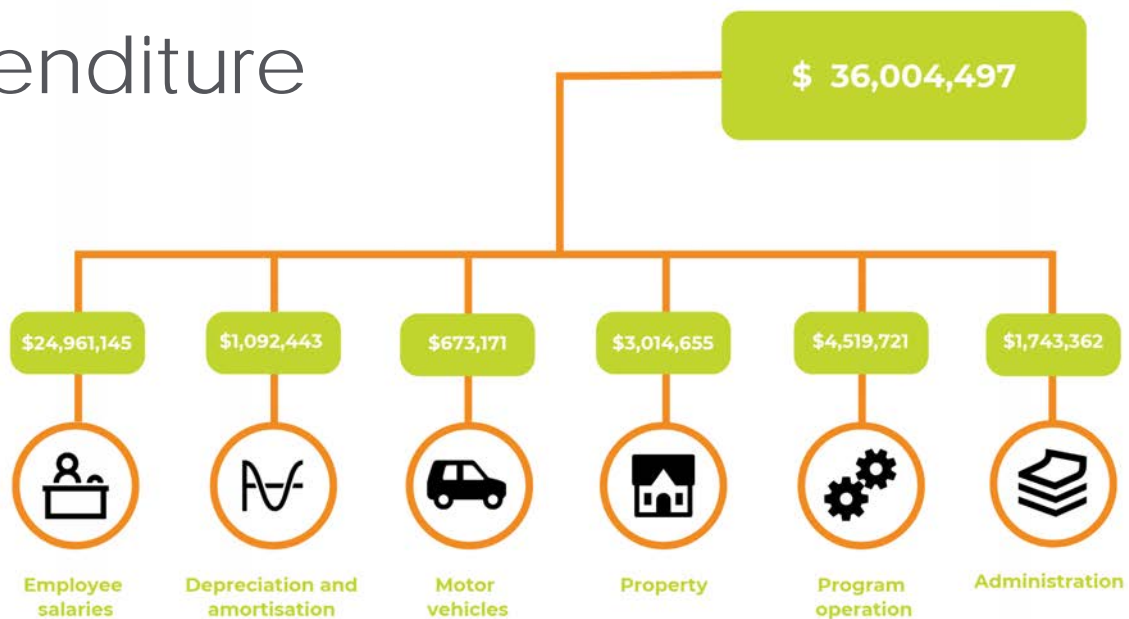 enditure
$ 36,004,497
$24,961,145
$1,092,443
$673,171
$3,014,655
$4,519,721
$1,743,362
Employee
salaries
Depreciation and
amortisation
Motor
vehicles
Property
Program
operation
Administration